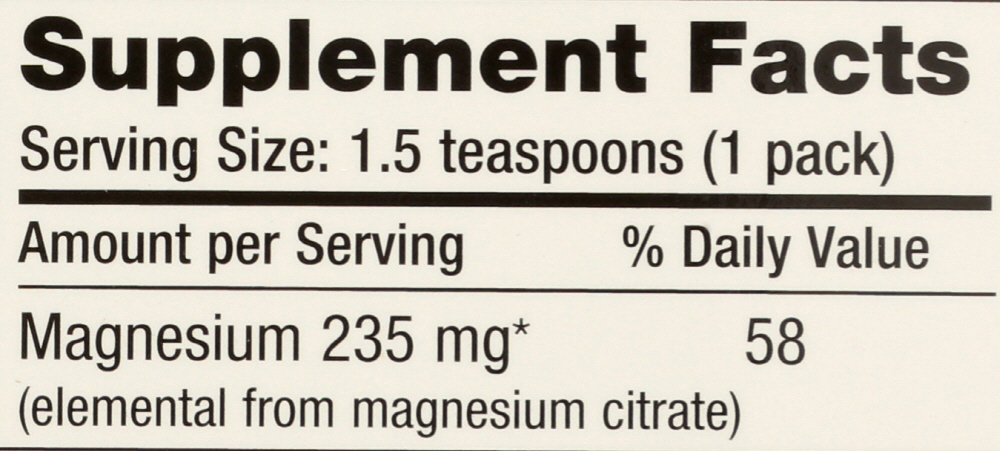 Supplement Facts
Serving Size: 1.5 teaspoons (1 pack)
Amount per Serving % Daily Value
Magnesium 235 mg* 58
(elemental from magnesium citrate)